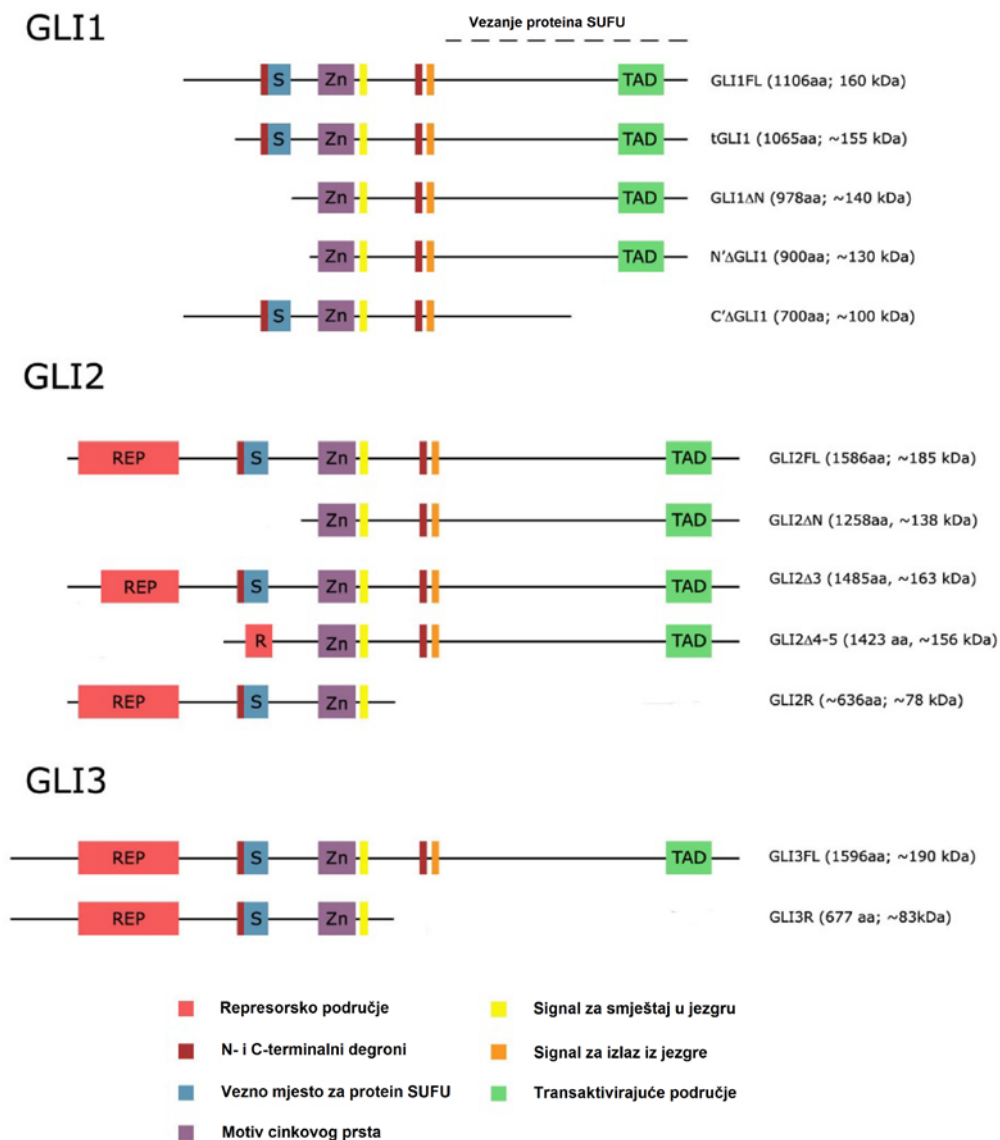 GLI1
Vezanje proteina SUFU
S Zn TAD GLI1FL (1106aa; 160 kDa)
S Zn TAD tGLI1 (1065aa; ~155 kDa)
Zn TAD GLI1ΔN (978aa; ~140 kDa)
Zn TAD N'ΔGLI1 (900aa; ~130 kDa)
S Zn C'ΔGLI1 (700aa; ~100 kDa)
GLI2
REP S Zn TAD GLI2FL (1586aa; ~185 kDa)
Zn TAD GLI2ΔN (1258aa, ~138 kDa)
REP S Zn TAD GLI2Δ3 (1485aa, ~163 kDa)
R Zn TAD GLI2Δ4-5 (1423 aa, ~156 kDa)
REP S Zn GLI2R (~636aa; ~78 kDa)
GLI3
REP S Zn TAD GLI3FL (1596aa; ~190 kDa)
REP S Zn GLI3R (677 aa; ~83kDa)
Represorsko područje
N- i C-terminalni degroni
Vezno mjesto za protein SUFU
Motiv cinkovog prsta
Signal za smještaj u jezgru
Signal za izlaz iz jezgre
Transaktivirajuće područje